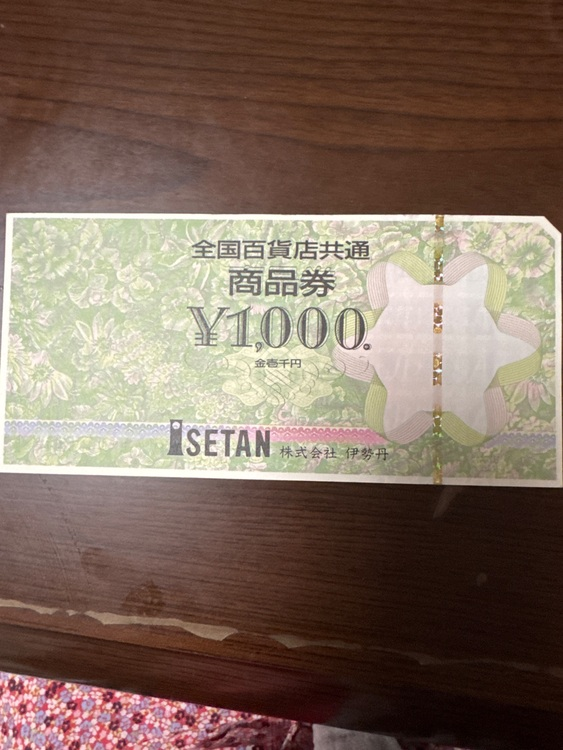 全国百貨店共通
商品券
¥1,000.
金壱千円
ISETAN 株式会社 伊勢丹